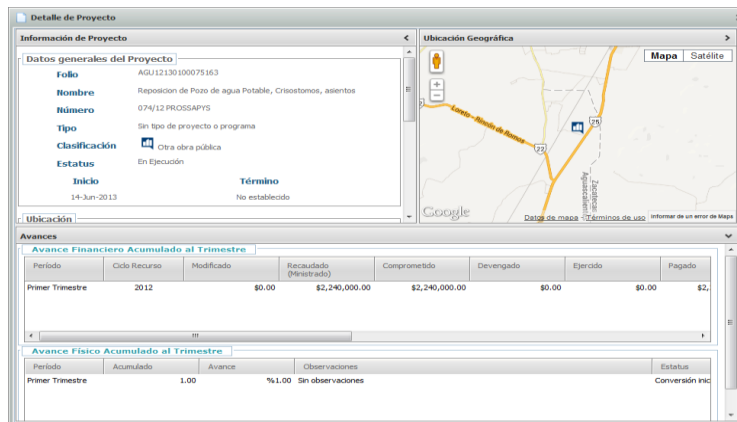 Detalle de Proyecto
Información de Proyecto
Datos generales del Proyecto
Folio AGU12130100075163
Nombre Reposicion de Pozo de agua Potable, Crisostomos, asientos
Número 074/12 PROSSAPYS
Tipo Sin tipo de proyecto o programa
Clasificación Otra obra pública
Estatus En Ejecución
Inicio Término
14-Jun-2013 No establecido
Ubicación
Ubicación Geográfica
Mapa Satélite
Loreto - Rincón de Romos
25
22
Zacatecas
Aguascalientes
Google
Datos de mapa - Términos de uso Informar de un error de Maps
Avances
Avance Financiero Acumulado al Trimestre
Período Ciclo Recurso Modificado Recaudado (Ministrado) Comprometido Devengado Ejercido Pagado
Primer Trimestre 2012 $0.00 $2,240,000.00 $2,240,000.00 $0.00 $0.00 $2,
Avance Físico Acumulado al Trimestre
Período Acumulado Avance Observaciones Estatus
Primer Trimestre 1.00 %1.00 Sin observaciones Conversión inic